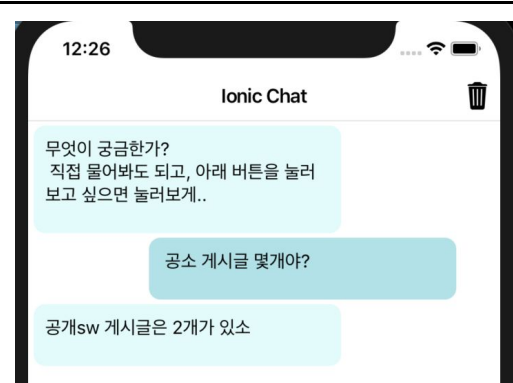 12:26
Ionic Chat
무엇이 궁금한가?
직접 물어봐도 되고, 아래 버튼을 눌러
보고 싶으면 눌러보게..
공소 게시글 몇개야?
공개sw 게시글은 2개가 있소